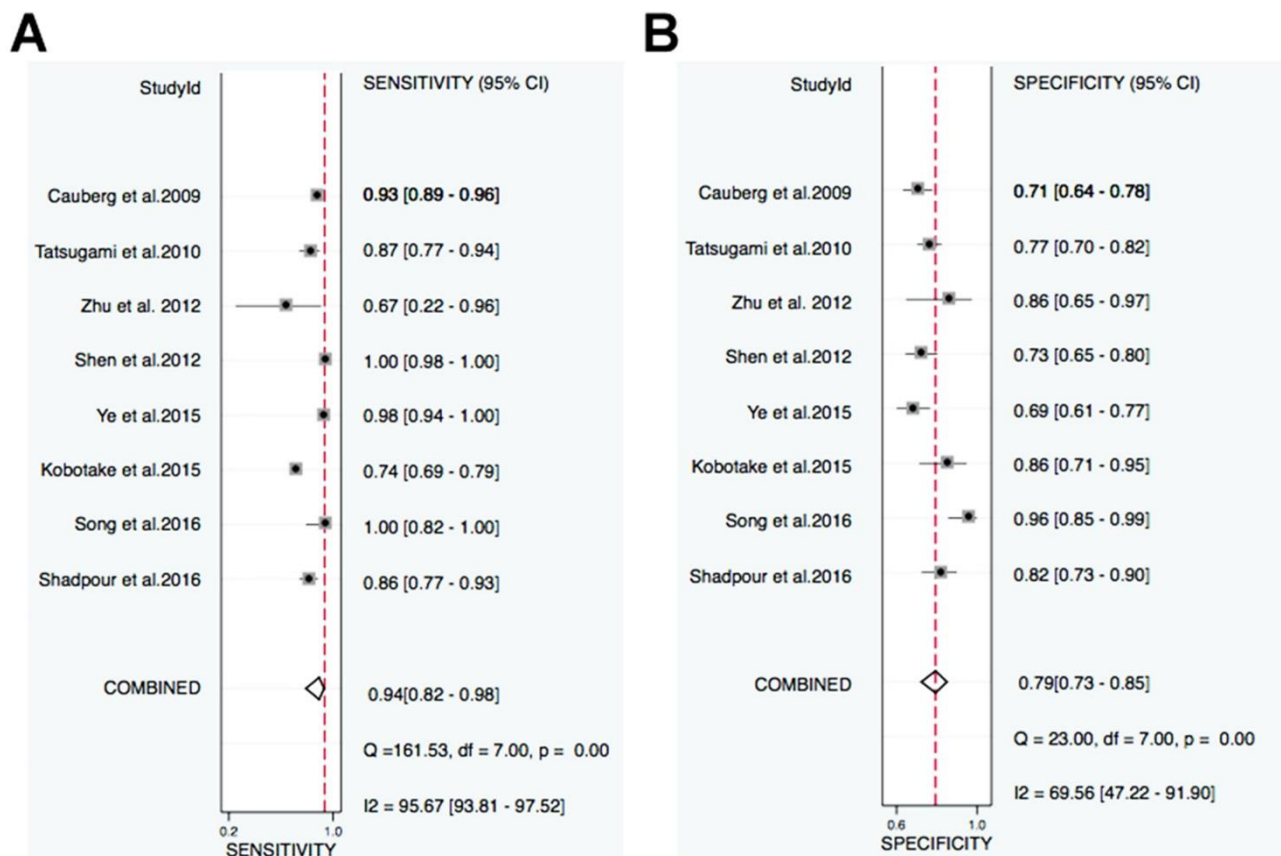 A
StudyId SENSITIVITY (95% CI)
Cauberg et al.2009 0.93 [0.89 - 0.96]
Tatsugami et al.2010 0.87 [0.77 - 0.94]
Zhu et al. 2012 0.67 [0.22 - 0.96]
Shen et al.2012 1.00 [0.98 - 1.00]
Ye et al.2015 0.98 [0.94 - 1.00]
Kobotake et al.2015 0.74 [0.69 - 0.79]
Song et al.2016 1.00 [0.82 - 1.00]
Shadpour et al.2016 0.86 [0.77 - 0.93]
COMBINED 0.94[0.82 - 0.98]
Q =161.53, df = 7.00, p = 0.00
I2 = 95.67 [93.81 - 97.52]
0.2 1.0
SENSITIVITY
B
StudyId SPECIFICITY (95% CI)
Cauberg et al.2009 0.71 [0.64 - 0.78]
Tatsugami et al.2010 0.77 [0.70 - 0.82]
Zhu et al. 2012 0.86 [0.65 - 0.97]
Shen et al.2012 0.73 [0.65 - 0.80]
Ye et al.2015 0.69 [0.61 - 0.77]
Kobotake et al.2015 0.86 [0.71 - 0.95]
Song et al.2016 0.96 [0.85 - 0.99]
Shadpour et al.2016 0.82 [0.73 - 0.90]
COMBINED 0.79[0.73 - 0.85]
Q = 23.00, df = 7.00, p = 0.00
I2 = 69.56 [47.22 - 91.90]
0.6 1.0
SPECIFICITY